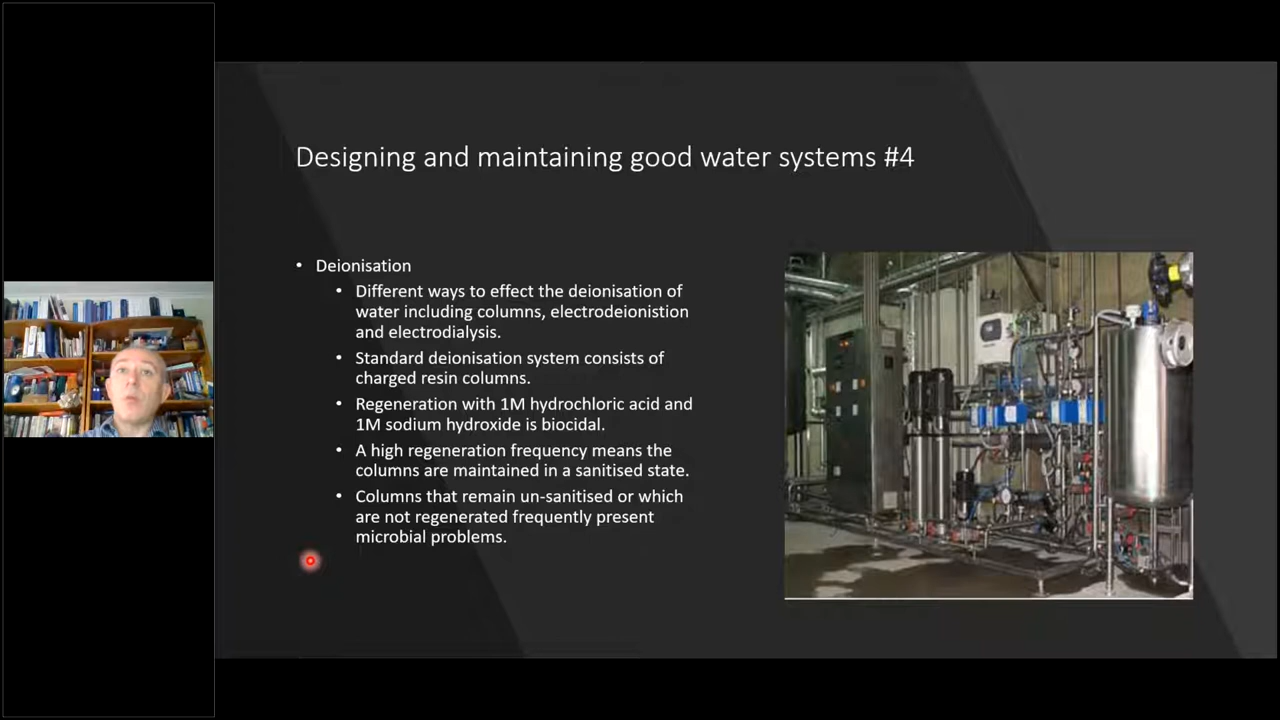 Designing and maintaining good water systems #4
• Deionisation
• Different ways to effect the deionisation of
water including columns, electrodeionistion
and electrodialysis.
• Standard deionisation system consists of
charged resin columns.
• Regeneration with 1M hydrochloric acid and
1M sodium hydroxide is biocidal.
• A high regeneration frequency means the
columns are maintained in a sanitised state.
• Columns that remain un-sanitised or which
are not regenerated frequently present
microbial problems.